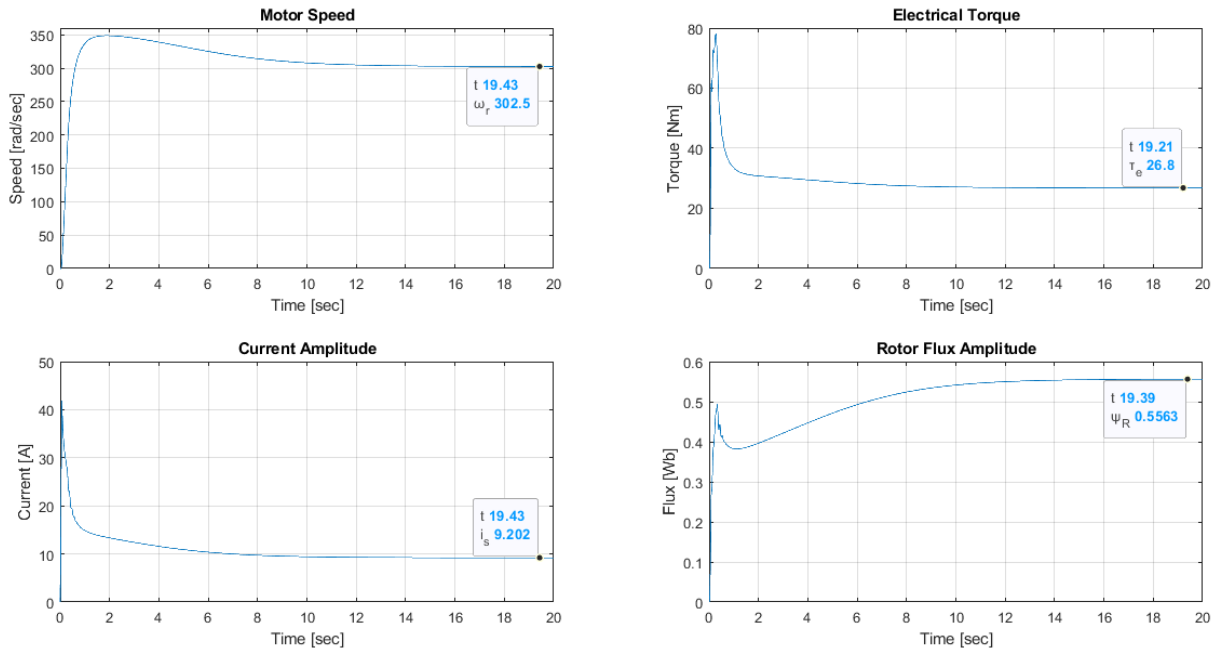 Motor Speed
350
300
250
200
150
100
50
0
Speed [rad/sec]
t 19.43
ω_r 302.5
0 2 4 6 8 10 12 14 16 18 20
Time [sec]
Electrical Torque
80
60
40
20
0
Torque [Nm]
t 19.21
τ_e 26.8
0 2 4 6 8 10 12 14 16 18 20
Time [sec]
Current Amplitude
50
40
30
20
10
0
Current [A]
t 19.43
i_s 9.202
0 2 4 6 8 10 12 14 16 18 20
Time [sec]
Rotor Flux Amplitude
0.6
0.5
0.4
0.3
0.2
0.1
0
Flux [Wb]
t 19.39
ψ_R 0.5563
0 2 4 6 8 10 12 14 16 18 20
Time [sec]